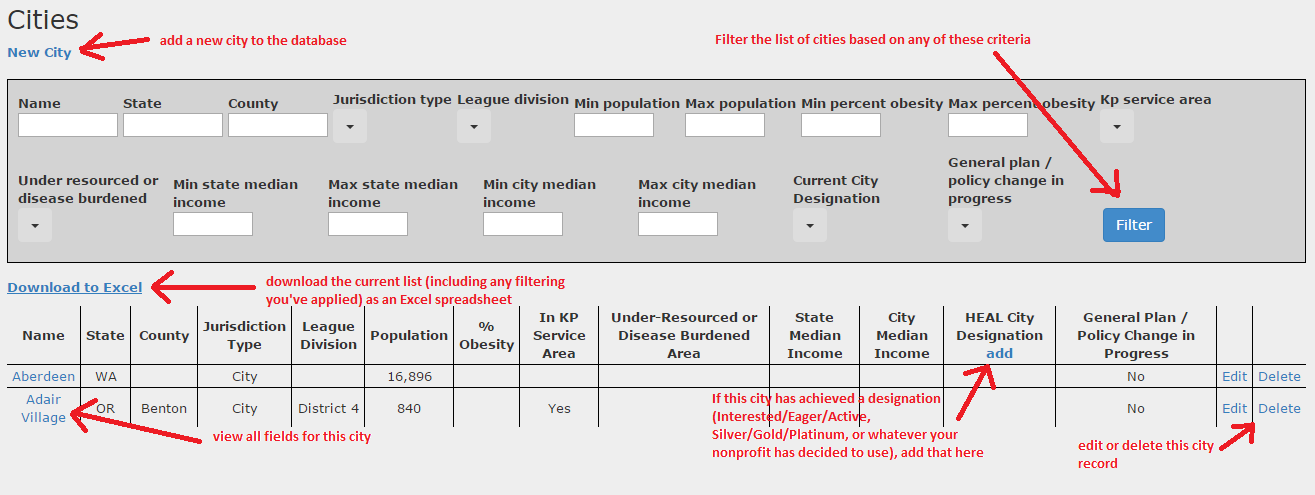 Cities
New City
add a new city to the database
Filter the list of cities based on any of these criteria
Name
State
County
Jurisdiction type
League division
Min population
Max population
Min percent obesity
Max percent obesity
Kp service area
Under resourced or
disease burdened
Min state median
income
Max state median
income
Min city median
income
Max city median
income
Current City
Designation
General plan /
policy change in
progress
Filter
Download to Excel
download the current list (including any filtering
you've applied) as an Excel spreadsheet
Name
State
County
Jurisdiction
Type
League
Division
Population
%
Obesity
In KP
Service
Area
Under-Resourced or
Disease Burdened
Area
State
Median
Income
City
Median
Income
HEAL City
Designation
add
General Plan /
Policy Change in
Progress
Aberdeen WA City 16,896 No Edit Delete
Adair
Village
OR Benton City District 4 840 Yes No Edit Delete
view all fields for this city
If this city has achieved a designation
(Interested/Eager/Active,
Silver/Gold/Platinum, or whatever your
nonprofit has decided to use), add that here
edit or delete this city
record